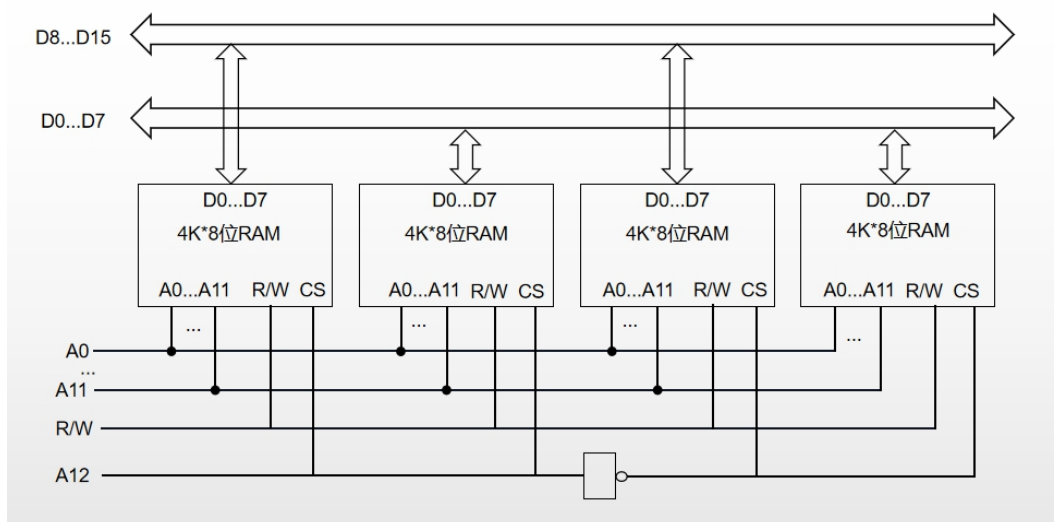 D8...D15
D0...D7
D0...D7
D0...D7
D0...D7
D0...D7
4K*8位RAM
4K*8位RAM
4K*8位RAM
4K*8位RAM
A0...A11 R/W CS
A0...A11 R/W CS
A0...A11 R/W CS
A0...A11 R/W CS
...
...
...
...
A0
...
A11
R/W
A12